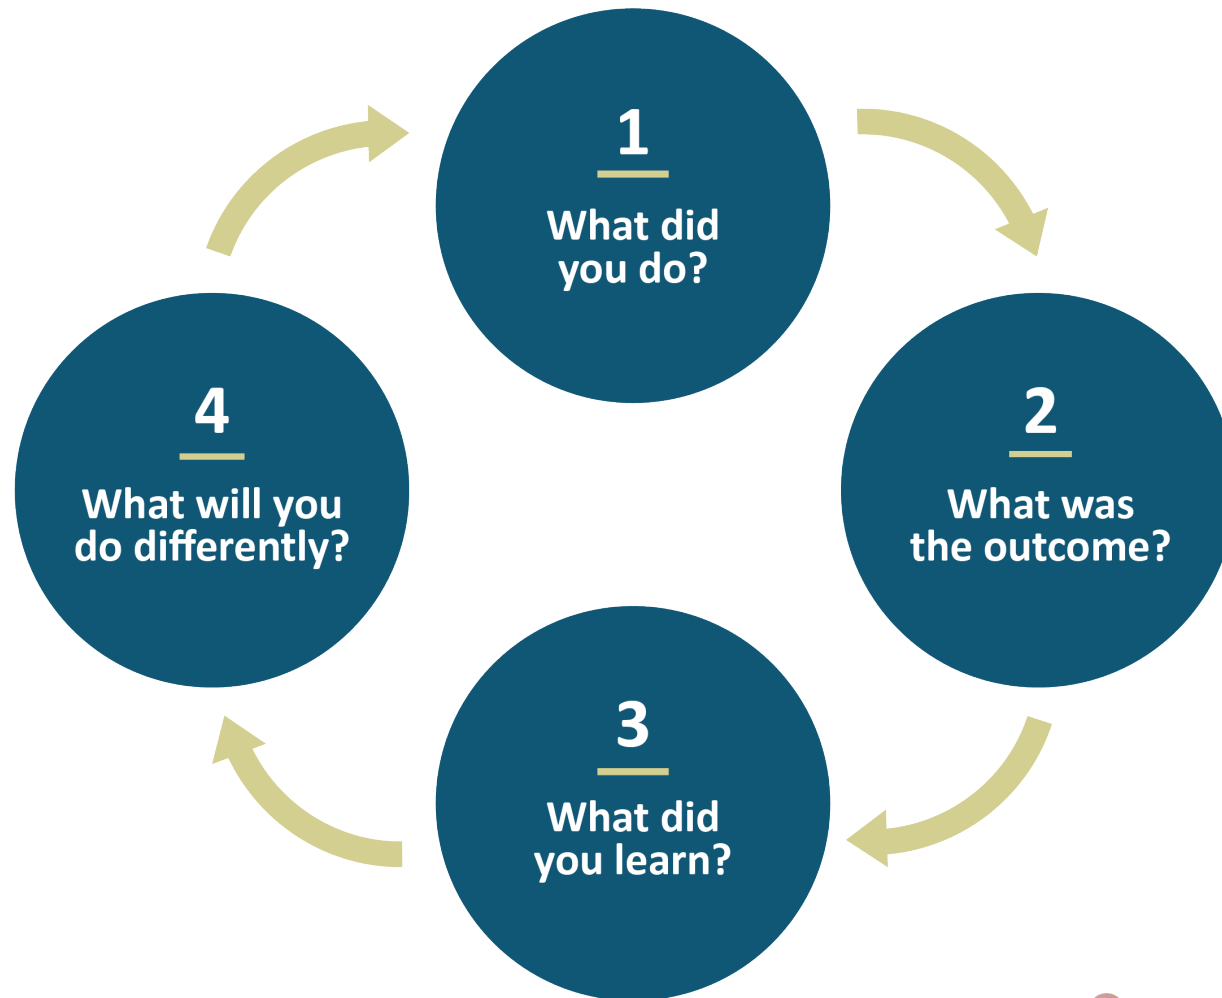 1
What did
you do?
2
What was
the outcome?
3
What did
you learn?
4
What will you
do differently?